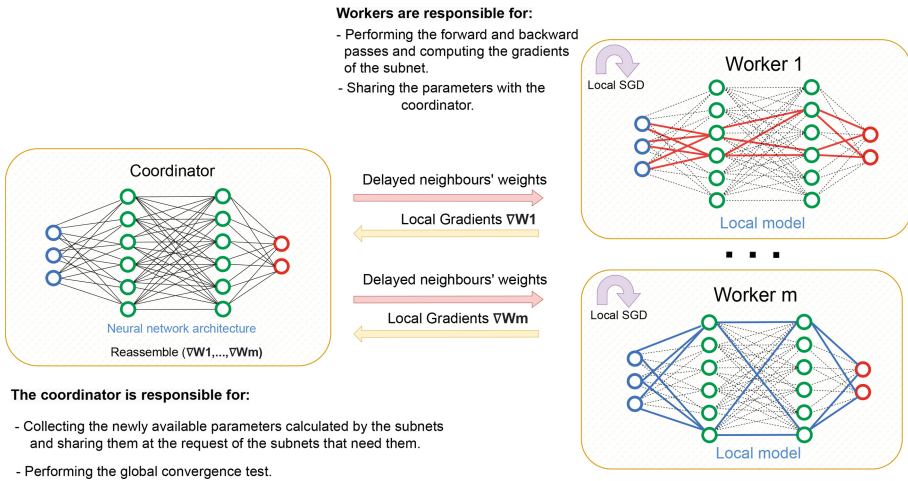 Workers are responsible for:
- Performing the forward and backward
passes and computing the gradients
of the subnet.
- Sharing the parameters with the
coordinator.
Worker 1
Local SGD
Local model
Coordinator
Neural network architecture
Reassemble (∇W1,...,∇Wm)
Delayed neighbours' weights
Local Gradients ∇W1
Delayed neighbours' weights
Local Gradients ∇Wm
Worker m
Local SGD
Local model
The coordinator is responsible for:
- Collecting the newly available parameters calculated by the subnets
and sharing them at the request of the subnets that need them.
- Performing the global convergence test.